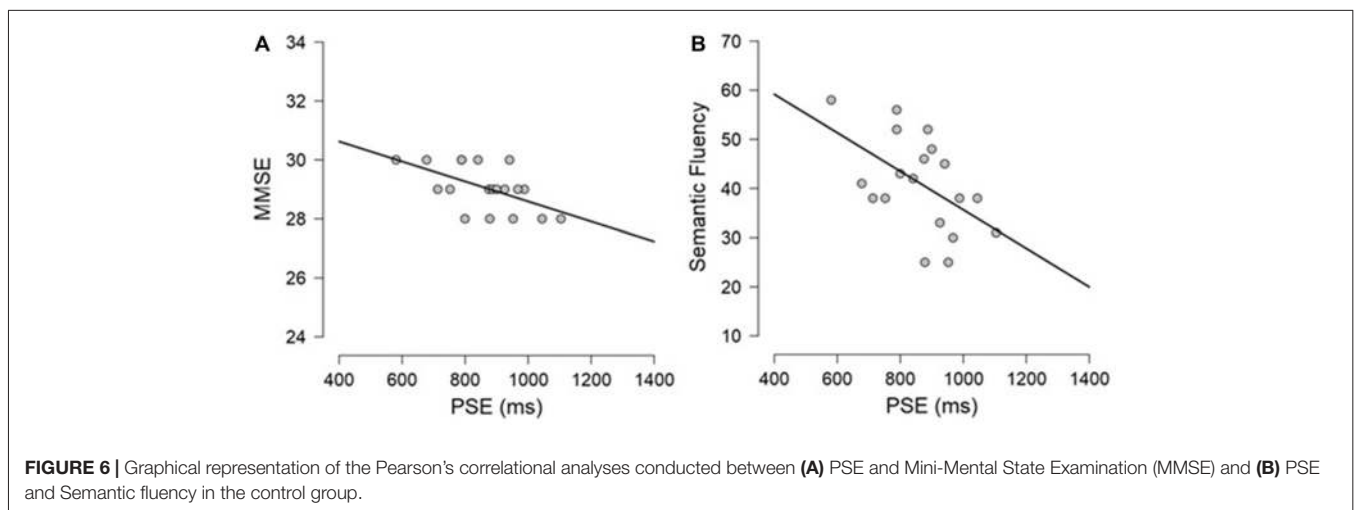 A
34
32
30
28
26
24
MMSE
400 600 800 1000 1200 1400
PSE (ms)
B
70
60
50
40
30
20
10
Semantic Fluency
400 600 800 1000 1200 1400
PSE (ms)
FIGURE 6 | Graphical representation of the Pearson's correlational analyses conducted between (A) PSE and Mini-Mental State Examination (MMSE) and (B) PSE
and Semantic fluency in the control group.